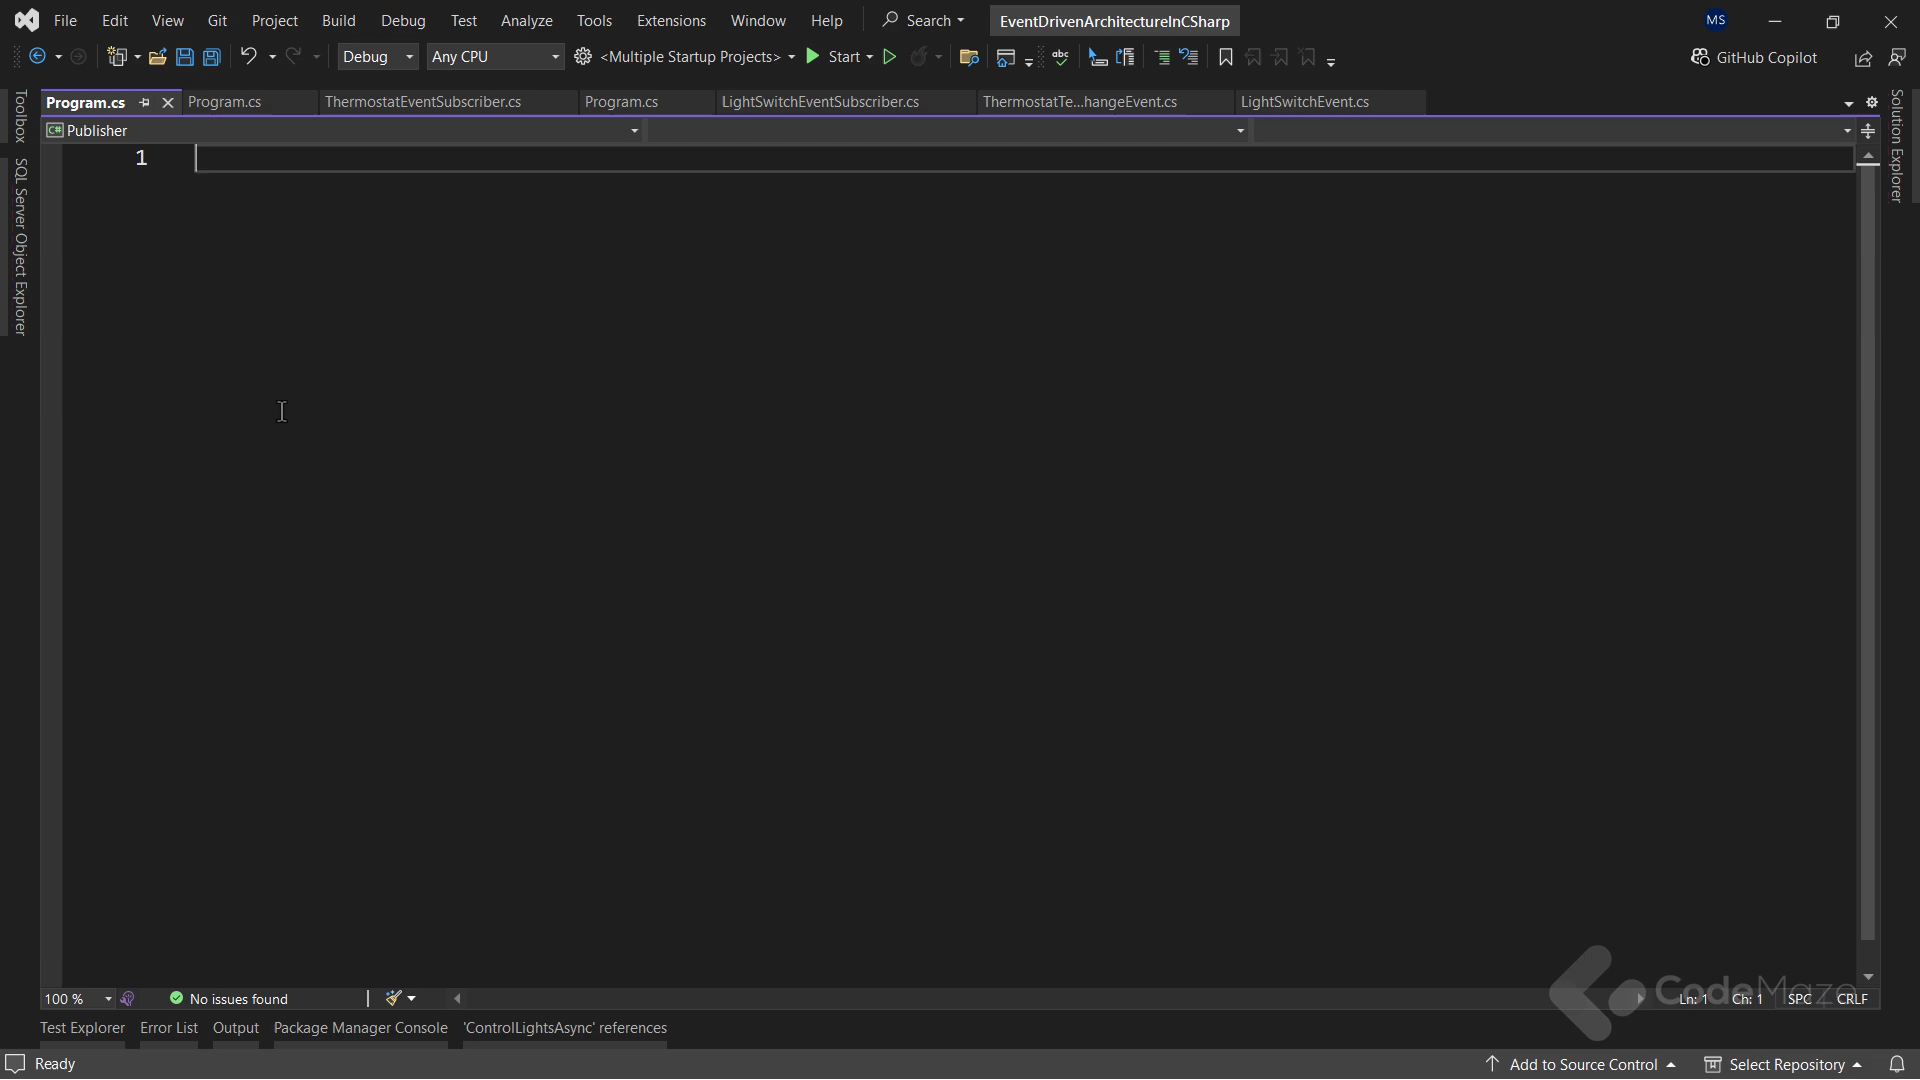 File Edit View Git Project Build Debug Test Analyze Tools Extensions Window Help Search EventDrivenArchitectureInCSharp MS
Debug Any CPU <Multiple Startup Projects> Start abc GitHub Copilot
Program.cs Program.cs ThermostatEventSubscriber.cs Program.cs LightSwitchEventSubscriber.cs ThermostatTe...hangeEvent.cs LightSwitchEvent.cs
C# Publisher
1
Toolbox
SQL Server Object Explorer
Solution Explorer
100 % No issues found Ln: 1 Ch: 1 SPC CRLF
CodeMaze
Test Explorer Error List Output Package Manager Console 'ControlLightsAsync' references
Ready Add to Source Control Select Repository